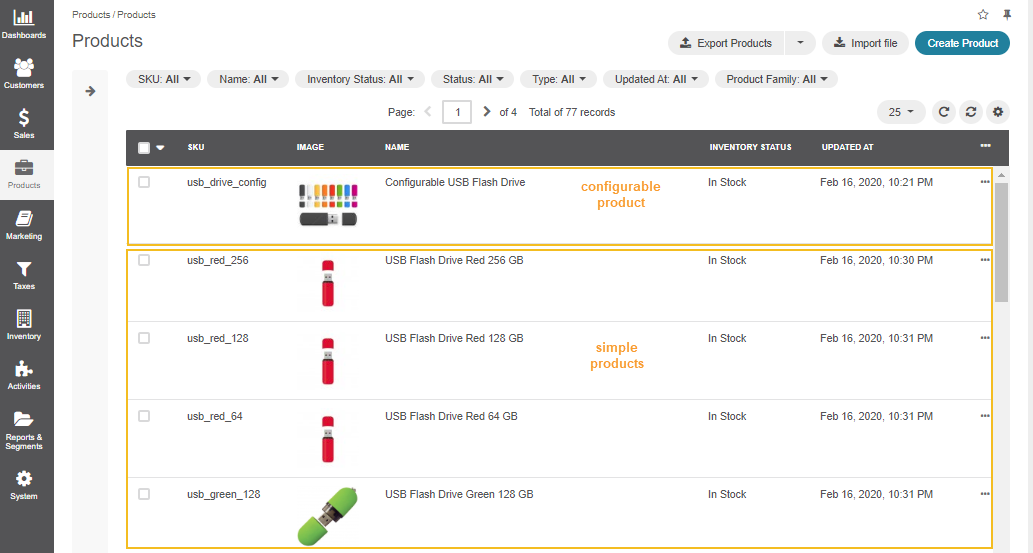 Dashboards
Customers
Sales
Products
Marketing
Taxes
Inventory
Activities
Reports &
Segments
System
Products / Products
Products
Export Products
Import file
Create Product
SKU: All
Name: All
Inventory Status: All
Status: All
Type: All
Updated At: All
Product Family: All
Page: 1 of 4 Total of 77 records
25
SKU IMAGE NAME INVENTORY STATUS UPDATED AT
usb_drive_config Configurable USB Flash Drive In Stock Feb 16, 2020, 10:21 PM
configurable
product
usb_red_256 USB Flash Drive Red 256 GB In Stock Feb 16, 2020, 10:30 PM
usb_red_128 USB Flash Drive Red 128 GB In Stock Feb 16, 2020, 10:31 PM
simple
products
usb_red_64 USB Flash Drive Red 64 GB In Stock Feb 16, 2020, 10:31 PM
usb_green_128 USB Flash Drive Green 128 GB In Stock Feb 16, 2020, 10:31 PM